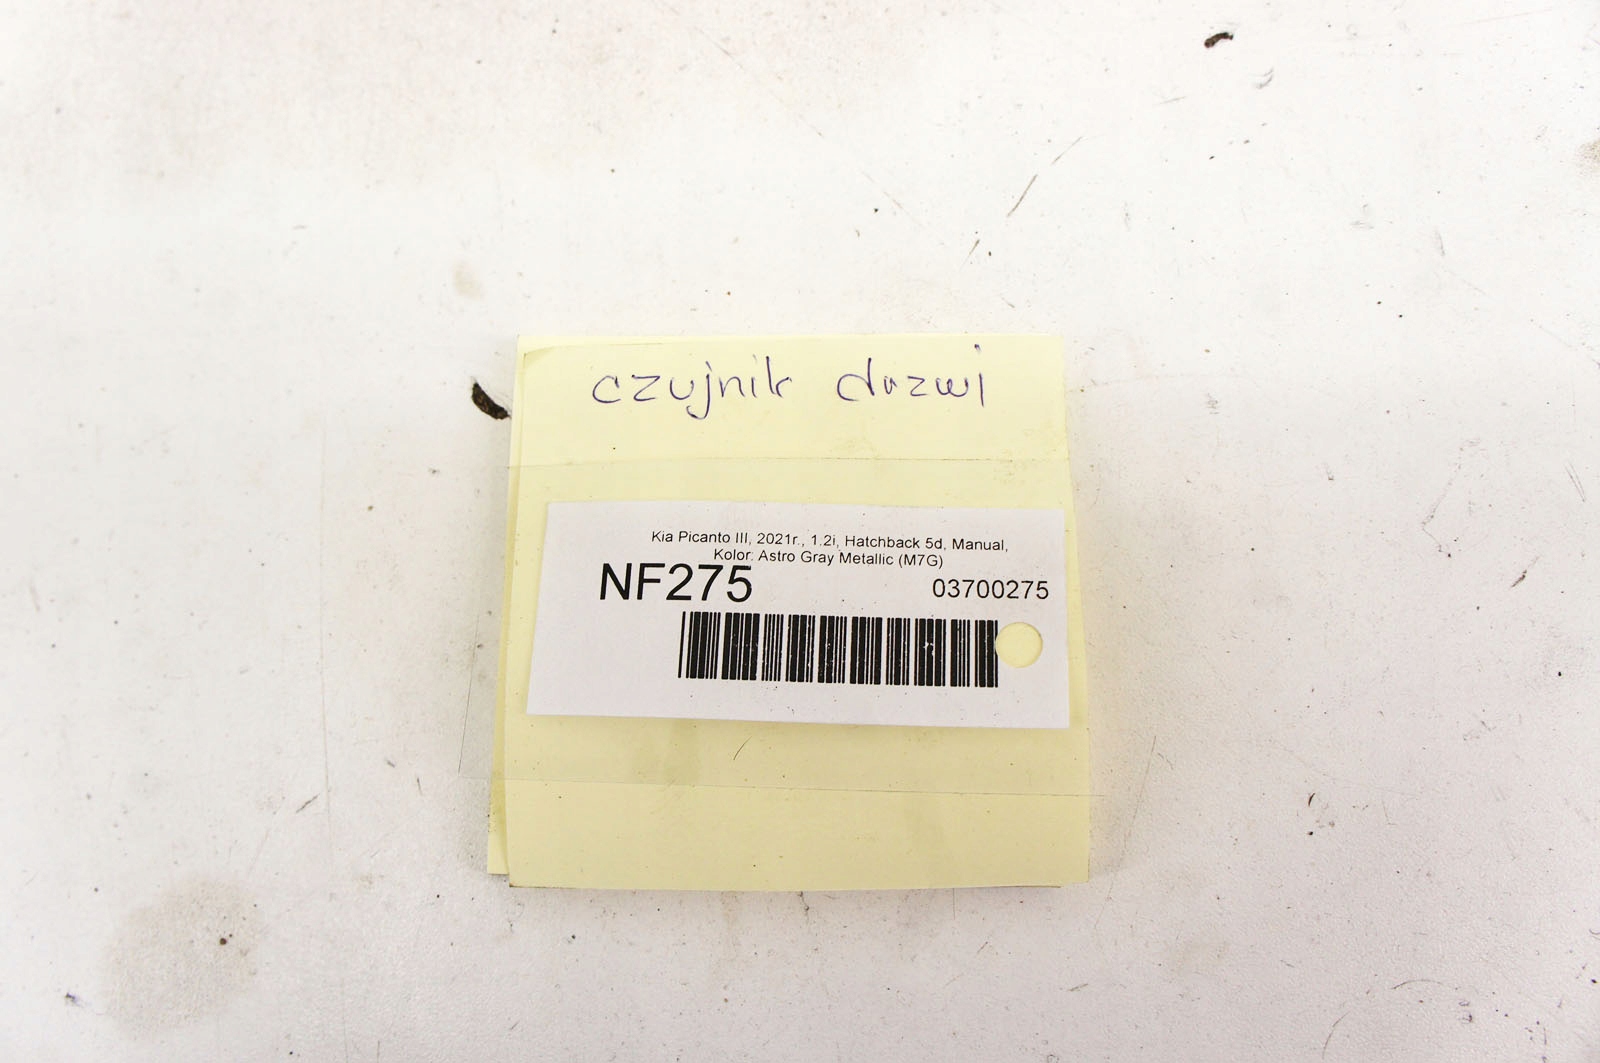 czujnik drzwi
Kia Picanto III, 2021r., 1.2i, Hatchback 5d, Manual,
Kolor: Astro Gray Metallic (M7G)
NF275 03700275